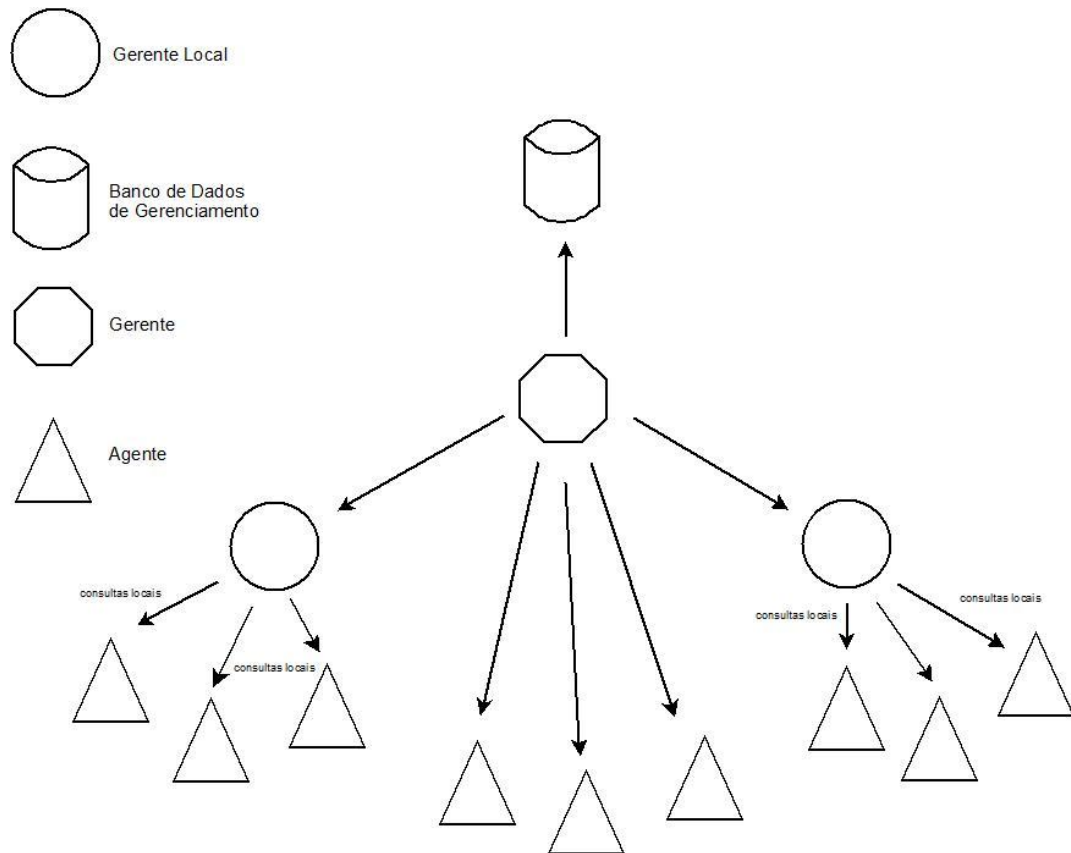 Gerente Local
Banco de Dados
de Gerenciamento
Gerente
Agente
consultas locais
consultas locais
consultas locais
consultas locais